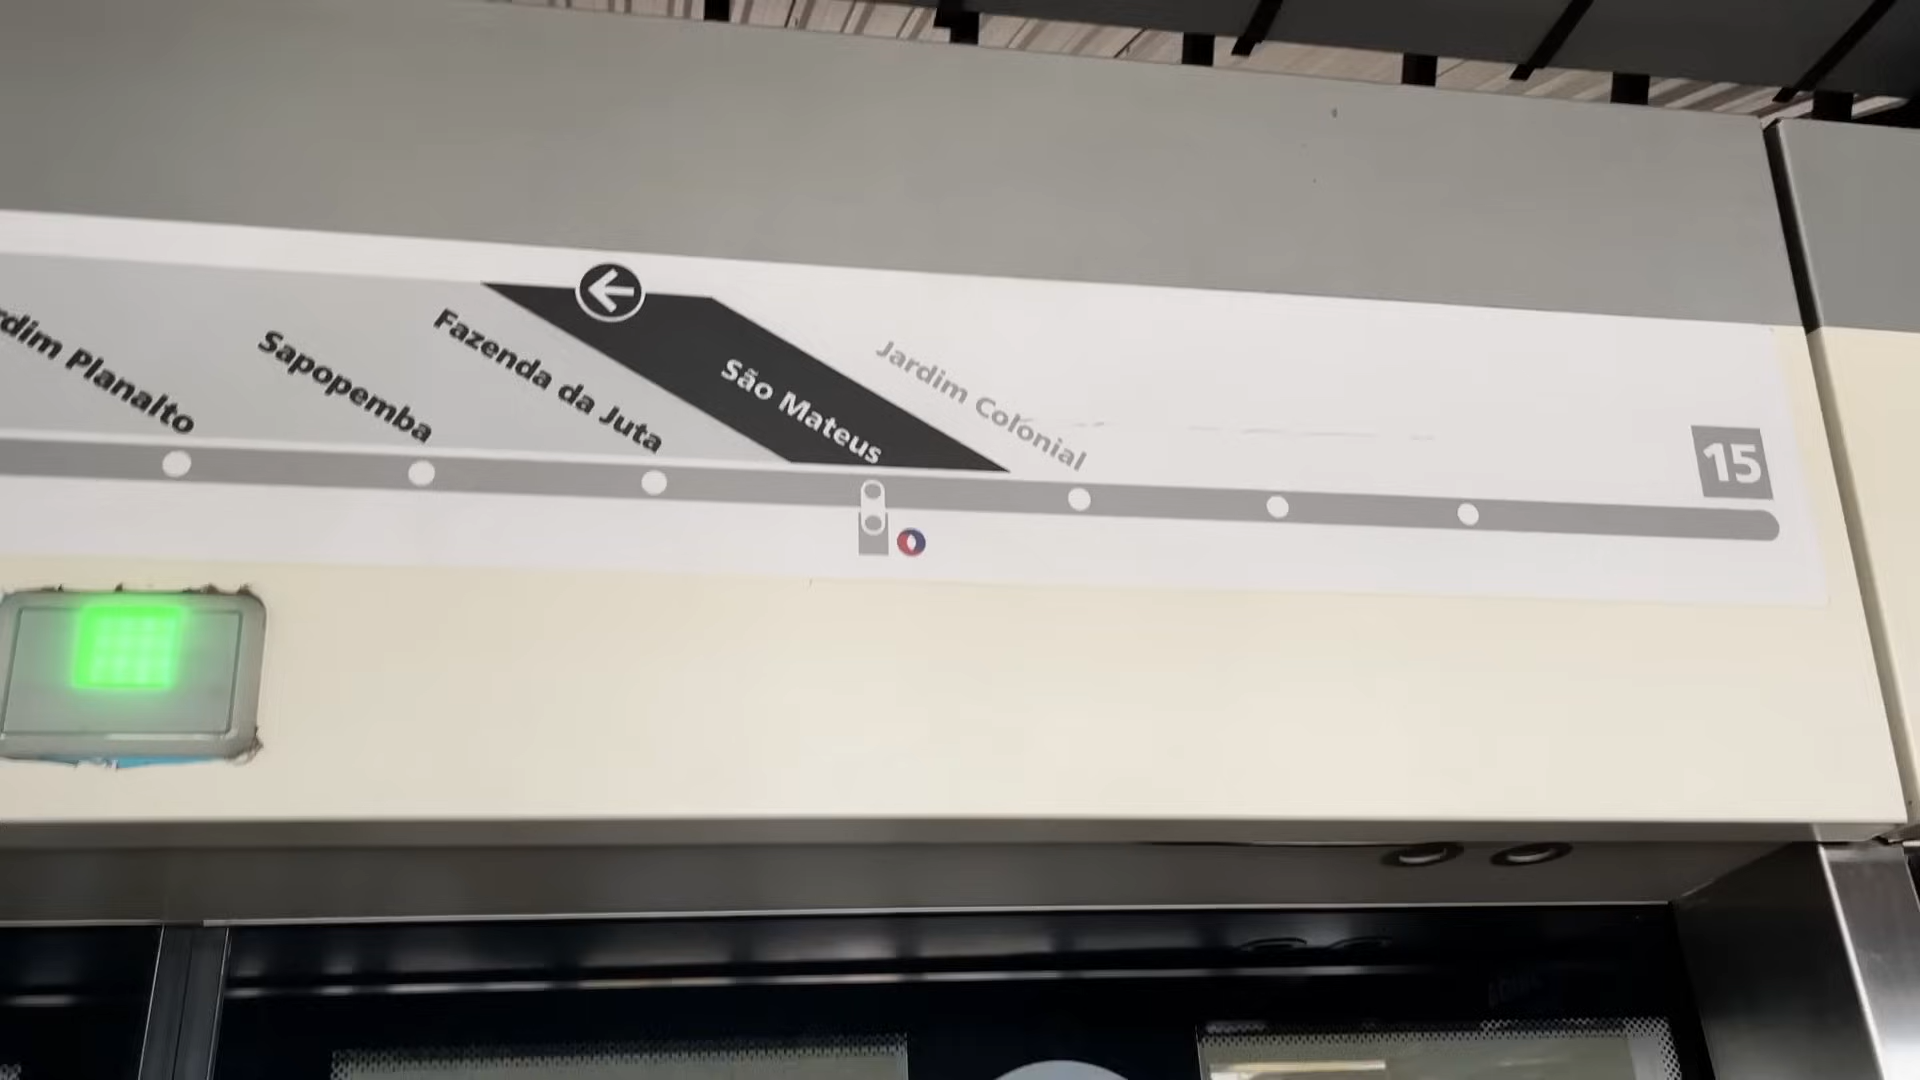 rdim Planalto
Sapopemba
Fazenda da Juta
São Mateus
Jardim Colonial
15